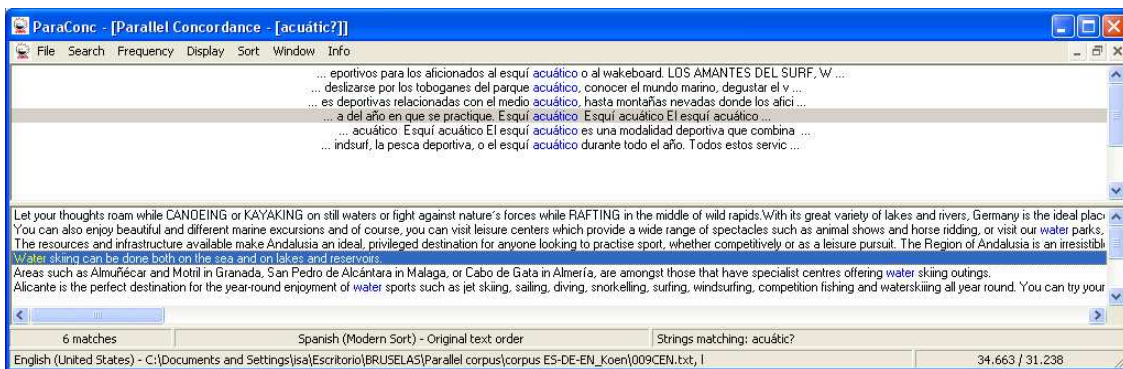 ParaConc - [Parallel Concordance - [acuátic?]]
File Search Frequency Display Sort Window Info
... eportivos para los aficionados al esquí acuático o al wakeboard. LOS AMANTES DEL SURF, W ...
... deslizarse por los toboganes del parque acuático, conocer el mundo marino, degustar el v ...
... es deportivas relacionadas con el medio acuático, hasta montañas nevadas donde los afici ...
... a del año en que se practique. Esquí acuático Esquí acuático El esquí acuático ...
... acuático Esquí acuático El esquí acuático es una modalidad deportiva que combina ...
... indsurf, la pesca deportiva, o el esquí acuático durante todo el año. Todos estos servic ...
Let your thoughts roam while CANOEING or KAYAKING on still waters or fight against nature´s forces while RAFTING in the middle of wild rapids.With its great variety of lakes and rivers, Germany is the ideal place
You can also enjoy beautiful and different marine excursions and of course, you can visit leisure centers which provide a wide range of spectacles such as animal shows and horse ridding, or visit our water parks,
The resources and infrastructure available make Andalusia an ideal, privileged destination for anyone looking to practise sport, whether competitively or as a leisure pursuit. The Region of Andalusia is an irresistible
Water skiing can be done both on the sea and on lakes and reservoirs.
Areas such as Almuñécar and Motril in Granada, San Pedro de Alcántara in Malaga, or Cabo de Gata in Almería, are amongst those that have specialist centres offering water skiing outings.
Alicante is the perfect destination for the year-round enjoyment of water sports such as jet skiing, sailing, diving, snorkelling, surfing, windsurfing, competition fishing and waterskiiing all year round. You can try your
6 matches Spanish (Modern Sort) - Original text order Strings matching: acuátic?
English (United States) - C:\Documents and Settings\isa\Escritorio\BRUSELAS\Parallel corpus\corpus ES-DE-EN_Koen\009CEN.txt, l 34.663 / 31.238